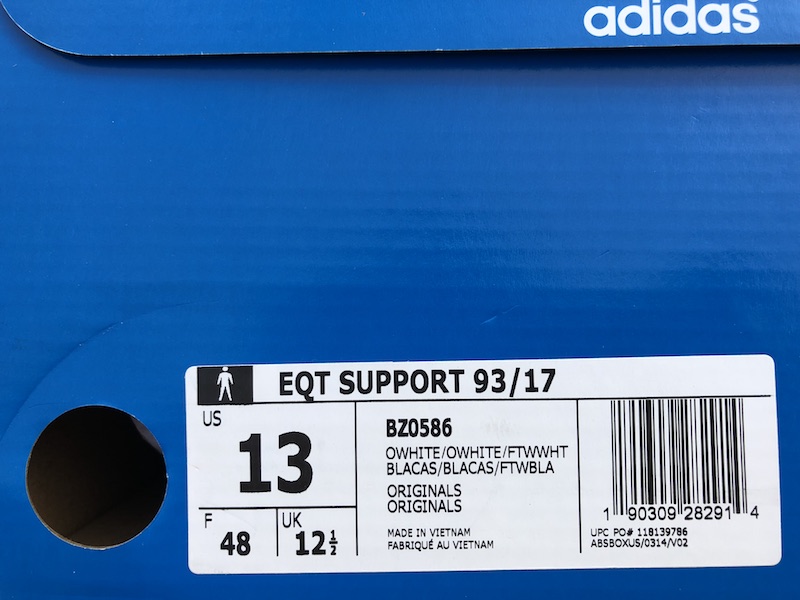 adidas
EQT SUPPORT 93/17
US
13
F
48
UK
12½
BZ0586
OWHITE/OWHITE/FTWWHT
BLACAS/BLACAS/FTWBLA
ORIGINALS
ORIGINALS
MADE IN VIETNAM
FABRIQUÉ AU VIETNAM
1 90309 28291 4
UPC PO# 118139786
ABSBOXUS/0314/V02